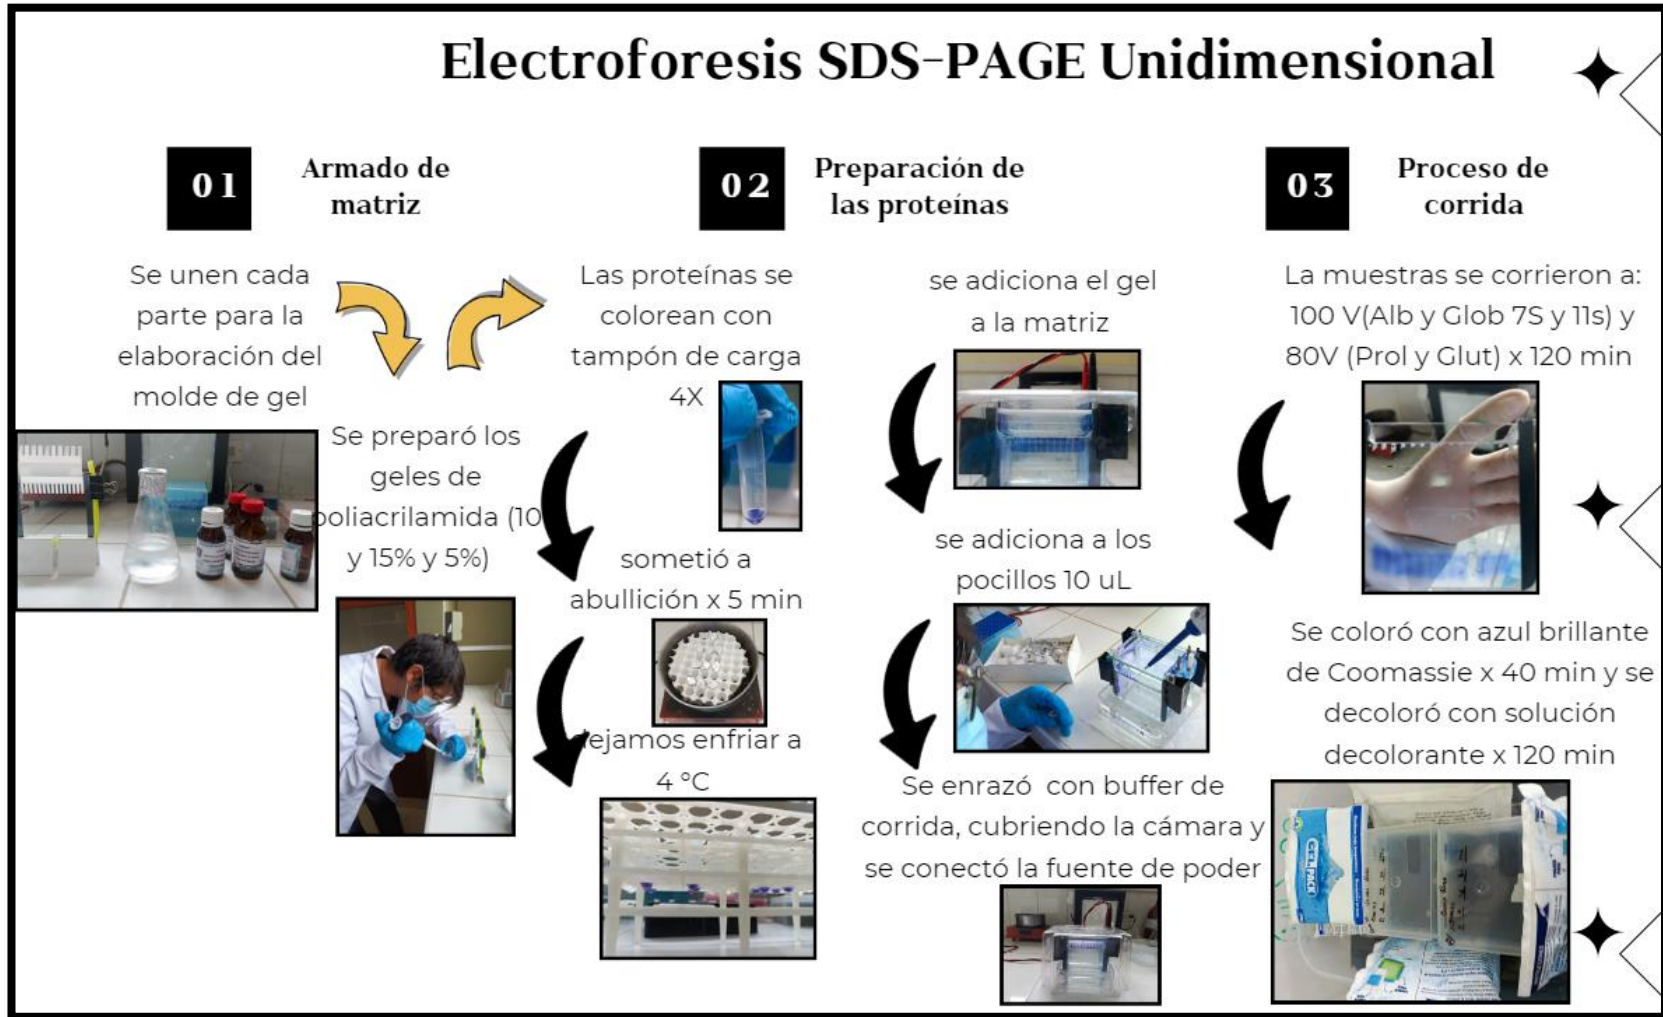 Electroforesis SDS-PAGE Unidimensional
01
Armado de
matriz
Se unen cada
parte para la
elaboración del
molde de gel
Se preparó los
geles de
poliacrilamida (10
y 15% y 5%)
02
Preparación de
las proteínas
Las proteínas se
colorean con
tampón de carga
4X
sometió a
abullición x 5 min
dejamos enfriar a
4 °C
se adiciona el gel
a la matriz
se adiciona a los
pocillos 10 uL
Se enrazó con buffer de
corrida, cubriendo la cámara y
se conectó la fuente de poder
03
Proceso de
corrida
La muestras se corrieron a:
100 V(Alb y Glob 7S y 11s) y
80V (Prol y Glut) x 120 min
Se coloró con azul brillante
de Coomassie x 40 min y se
decoloró con solución
decolorante x 120 min
GELPACK